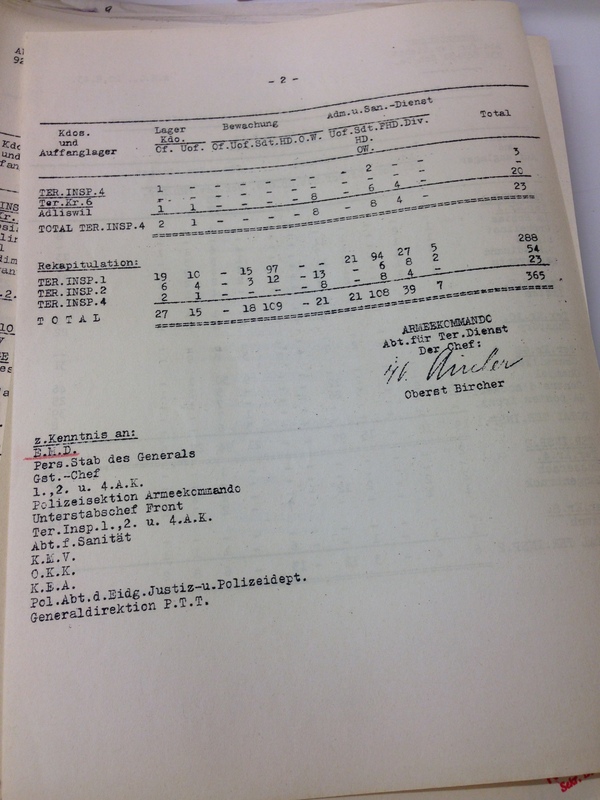 - 2 -
Kdos. und Auffanglager Lager Kdo. Bewachung Adm.u.San.-Dienst Total
Of. Uof. Of.Uof.Sdt.HD.O.W. Uof.Sdt.FHD.Div.
HD.
OW.
TER.INSP.4 1 - - - - - - - 2 - - 3
Ter.Kr.6 - - - - - - - - - - - -
Adliswil 1 1 - - - - 8 - 6 4 - 20
TOTAL TER.INSP.4 2 1 - - - - 8 - 8 4 - 23
Rekapitulation:
TER.INSP.1 19 10 - 15 97 - - 21 94 27 5 288
TER.INSP.2 6 4 - 3 12 - 13 - 6 8 2 54
TER.INSP.4 2 1 - - - - 8 - 8 4 - 23
T O T A L 27 15 - 18 109 - 21 21 108 39 7 365
ARMEEKOMMANDO
Abt.für Ter.Dienst
Der Chef:
Bircher
Oberst Bircher
z.Kenntnis an:
E.M.D.
Pers.Stab des Generals
Gst.-Chef
1.,2. u. 4.A.K.
Polizeisektion Armeekommando
Unterstabschef Front
Ter.Insp.1.,2. u. 4.A.K.
Abt.f.Sanität
K.M.V.
O.K.K.
K.E.A.
Pol.Abt.d.Eidg.Justiz-u.Polizeidept.
Generaldirektion P.T.T.